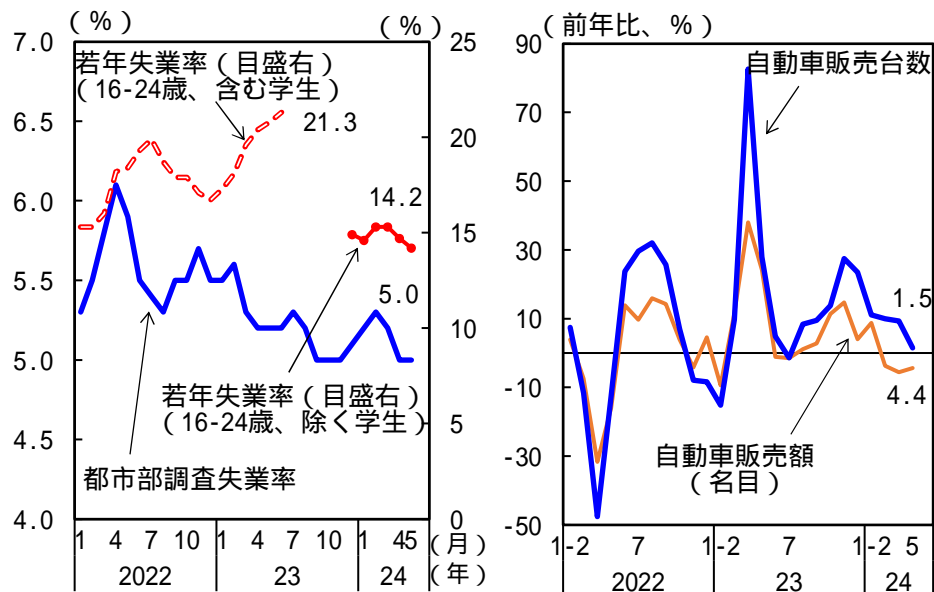 (％)
(％)
7.0
6.5
6.0
5.5
5.0
4.5
4.0
25
20
15
10
5
0
若年失業率(目盛右)
(16-24歳、含む学生)
21.3
14.2
5.0
若年失業率(目盛右)
(16-24歳、除く学生)
都市部調査失業率
1 4 7 10 1 4 7 10 1 45 (月)
2022 23 24 (年)
(前年比、％)
90
70
50
30
10
-10
-30
-50
自動車販売台数
1.5
4.4
自動車販売額
(名目)
1-2 7 1-2 7 1-2 5
2022 23 24